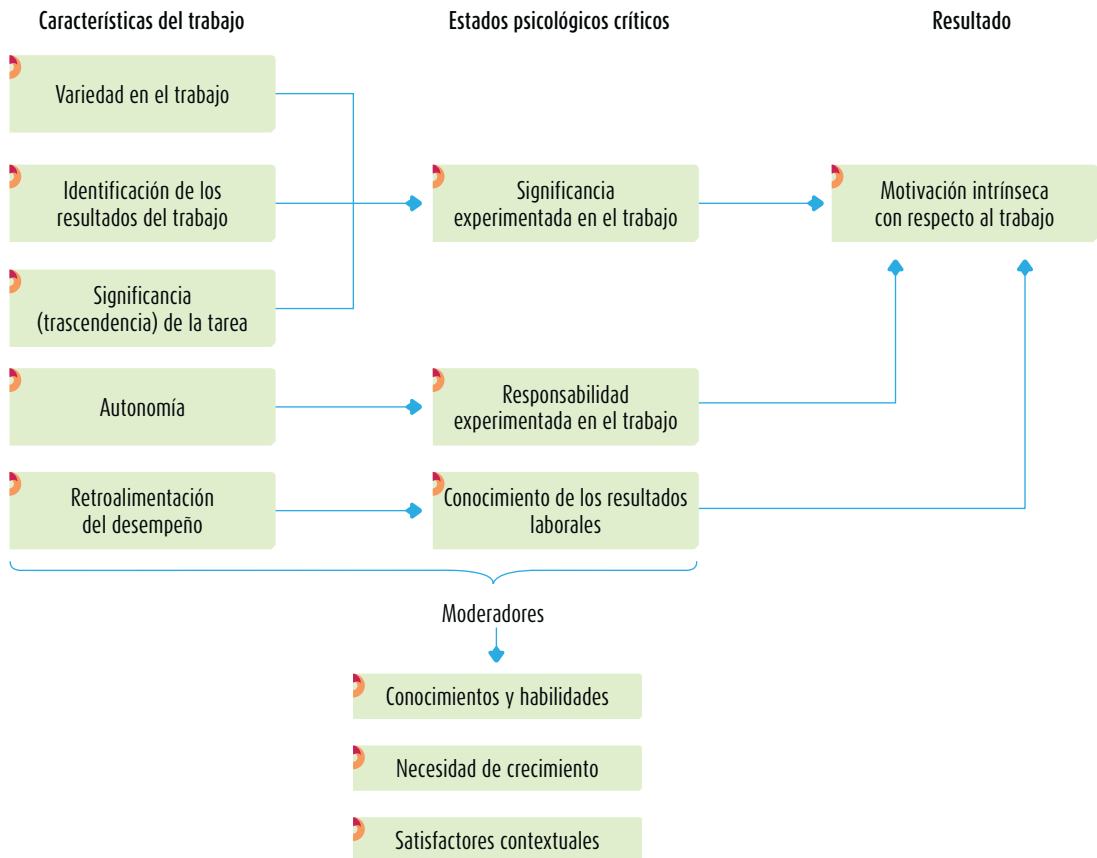 Características del trabajo
Estados psicológicos críticos
Resultado
Variedad en el trabajo
Identificación de los
resultados del trabajo
Significancia
experimentada en el trabajo
Motivación intrínseca
con respecto al trabajo
Significancia
(trascendencia) de la tarea
Autonomía
Responsabilidad
experimentada en el trabajo
Retroalimentación
del desempeño
Conocimiento de los resultados
laborales
Moderadores
Conocimientos y habilidades
Necesidad de crecimiento
Satisfactores contextuales